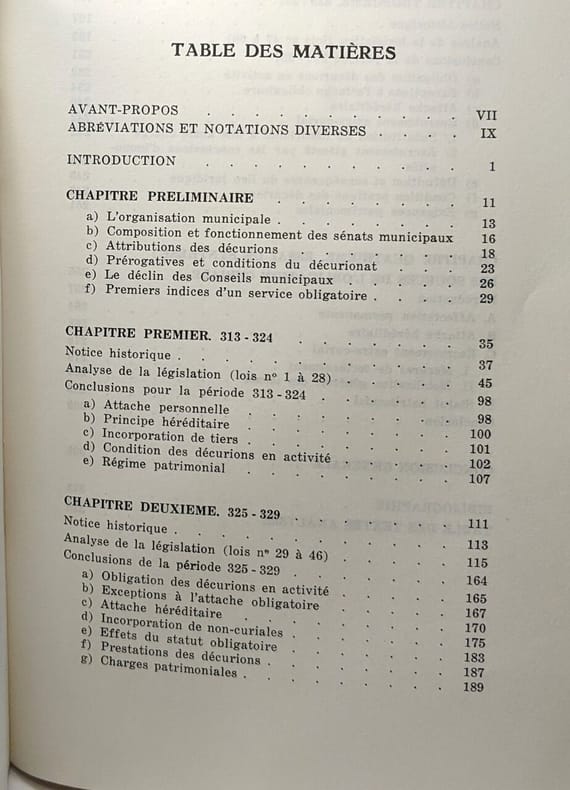 TABLE DES MATIÈRES
AVANT-PROPOS . . . . . . . . . . . VII
ABRÉVIATIONS ET NOTATIONS DIVERSES . . . . IX
INTRODUCTION . . . . . . . . . . . 1
CHAPITRE PRELIMINAIRE . . . . . . . . 11
a) L'organisation municipale . . . . . . . . 13
b) Composition et fonctionnement des sénats municipaux 16
c) Attributions des décurions . . . . . . . 18
d) Prérogatives et conditions du décurionat . . . . 23
e) Le déclin des Conseils municipaux . . . . . 26
f) Premiers indices d'un service obligatoire . . . . 29
CHAPITRE PREMIER. 313 - 324 . . . . . . . 35
Notice historique . . . . . . . . . . . 37
Analyse de la législation (lois nº 1 à 28) . . . . . 45
Conclusions pour la période 313 - 324 . . . . . . 98
a) Attache personnelle . . . . . . . . 98
b) Principe héréditaire . . . . . . . . 100
c) Incorporation de tiers . . . . . . . . 101
d) Condition des décurions en activité . . . . . 102
e) Régime patrimonial . . . . . . . . 107
CHAPITRE DEUXIEME. 325 - 329 . . . . . . . 111
Notice historique . . . . . . . . . . . 113
Analyse de la législation (lois nº 29 à 46) . . . . . 115
Conclusions de la période 325 - 329 . . . . . . . 164
a) Obligation des décurions en activité . . . . . 165
b) Exceptions à l'attache obligatoire . . . . . 167
c) Attache héréditaire . . . . . . . . 170
d) Incorporation de non-curiales . . . . . . . 175
e) Effets du statut obligatoire . . . . . . . 183
f) Prestations des décurions . . . . . . . . 187
g) Charges patrimoniales . . . . . . . . . 189